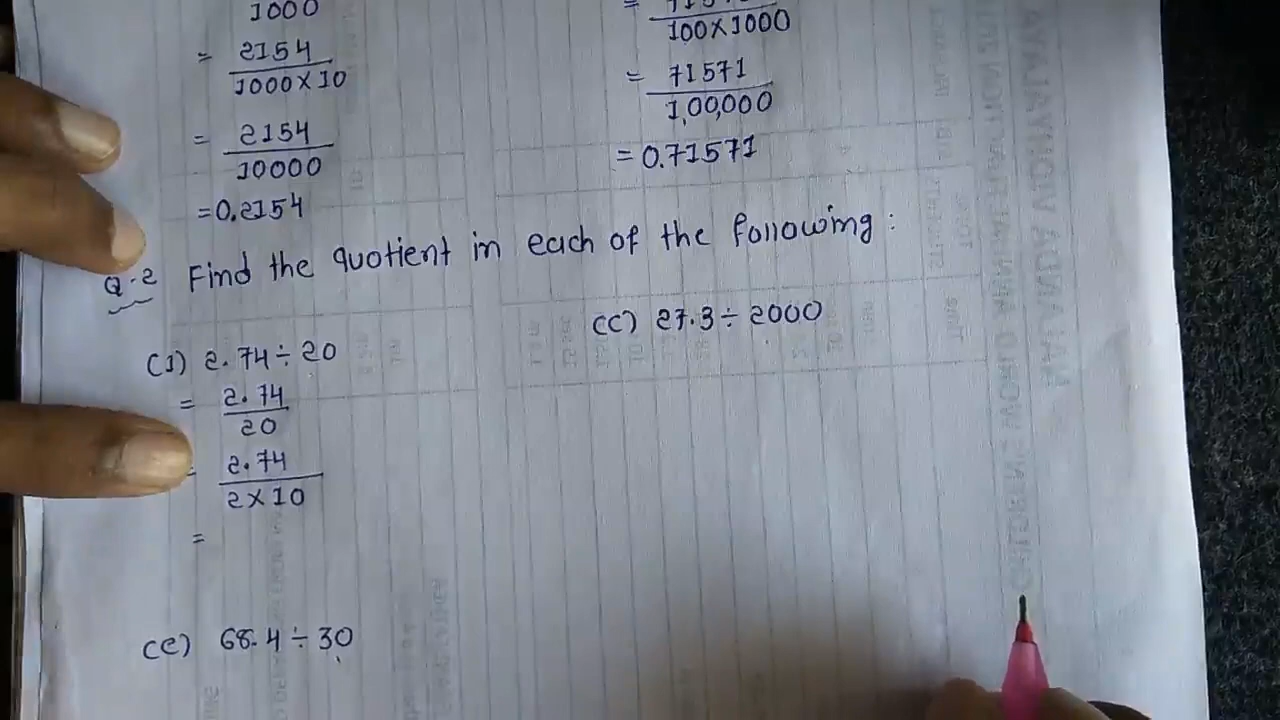 1000
= 2154
1000 × 10
= 2154
10000
=0.2154
100×1000
= 71571
1,00,000
= 0.71571
Q-2 Find the quotient in each of the following:
(1) 2.74 ÷ 20
= 2.74
20
= 2.74
2×10
=
(C) 27.3 ÷ 2000
(e) 68.4 ÷ 30